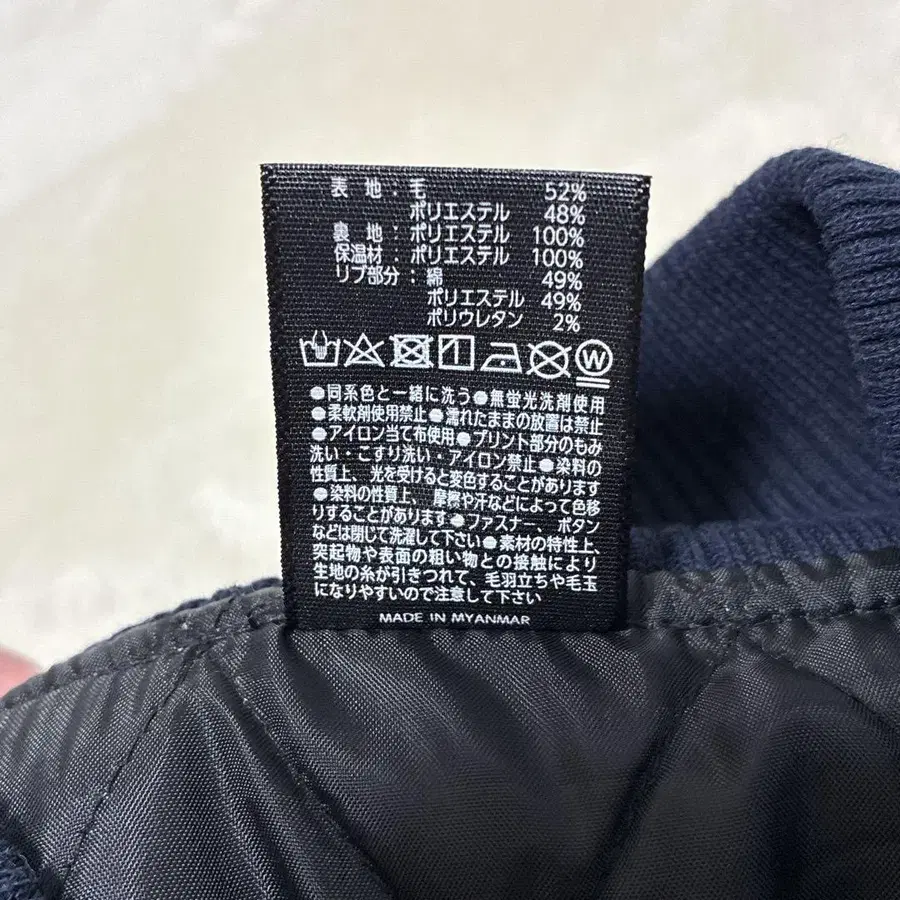 表 地：毛 52%
ポリエステル 48%
裏 地：ポリエステル 100%
保温材：ポリエステル 100%
リブ部分：綿 49%
ポリエステル 49%
ポリウレタン 2%
W
●同系色と一緒に洗う●無蛍光洗剤使用
●柔軟剤使用禁止●濡れたままの放置は禁止
●アイロン当て布使用●プリント部分のもみ
洗い・こすり洗い・アイロン禁止●染料の
性質上、光を受けると変色することがあります
●染料の性質上、摩擦や汗などによって色移
りすることがあります●ファスナー、ボタン
などは閉じて洗濯して下さい●素材の特性上、
突起物や表面の粗い物との接触により
生地の糸が引きつれて、毛羽立ちや毛玉
になりやすいので注意して下さい
MADE IN MYANMAR